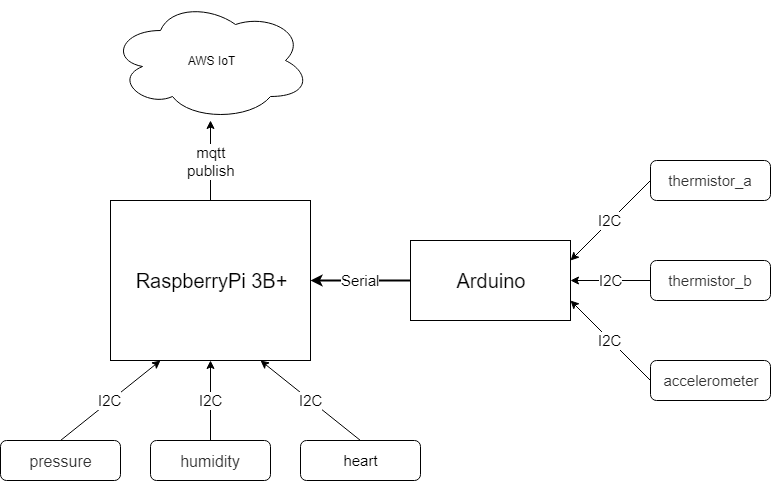 AWS IoT
mqtt
publish
thermistor_a
I2C
RaspberryPi 3B+
Serial
Arduino
I2C
thermistor_b
I2C
accelerometer
I2C
I2C
I2C
pressure
humidity
heart